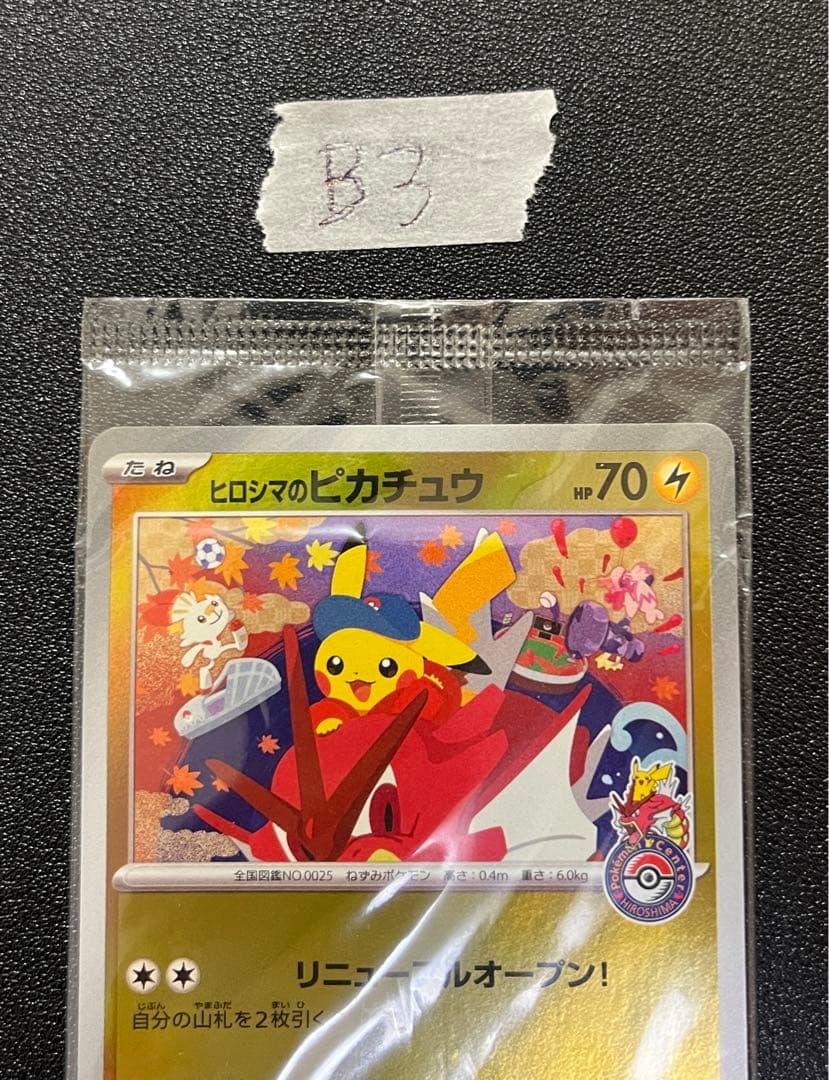 B3
たね
ヒロシマのピカチュウ
HP70
全国図鑑NO.0025 ねずみポケモン 高さ:0.4m 重さ:6.0kg
Pokémon Center
HIROSHIMA
リニューアルオープン!
じぶん やまふだ まい ひ
自分の山札を2枚引く